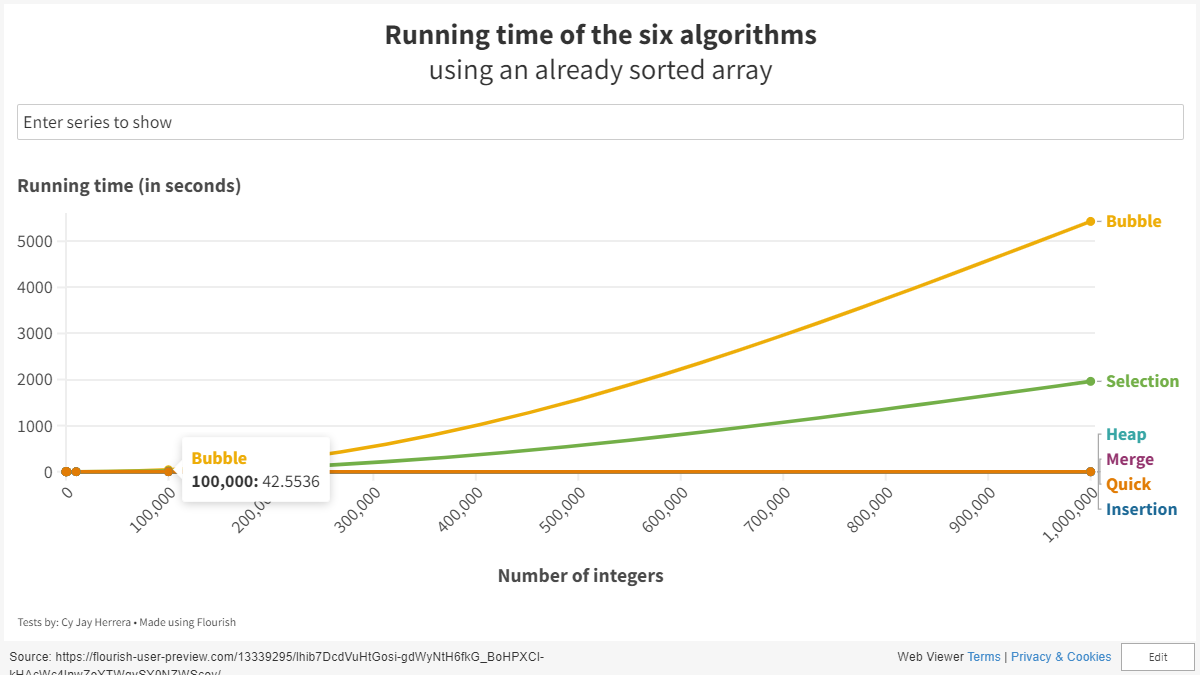 Running time of the six algorithms
using an already sorted array
Enter series to show
Running time (in seconds)
5000
4000
3000
2000
1000
0
Bubble
Selection
Heap
Merge
Quick
Insertion
Bubble
100,000: 42.5536
0
100,000
300,000
400,000
500,000
600,000
700,000
800,000
900,000
1,000,000
Number of integers
Tests by: Cy Jay Herrera • Made using Flourish
Source: https://flourish-user-preview.com/13339295/
Web Viewer Terms | Privacy & Cookies
Edit